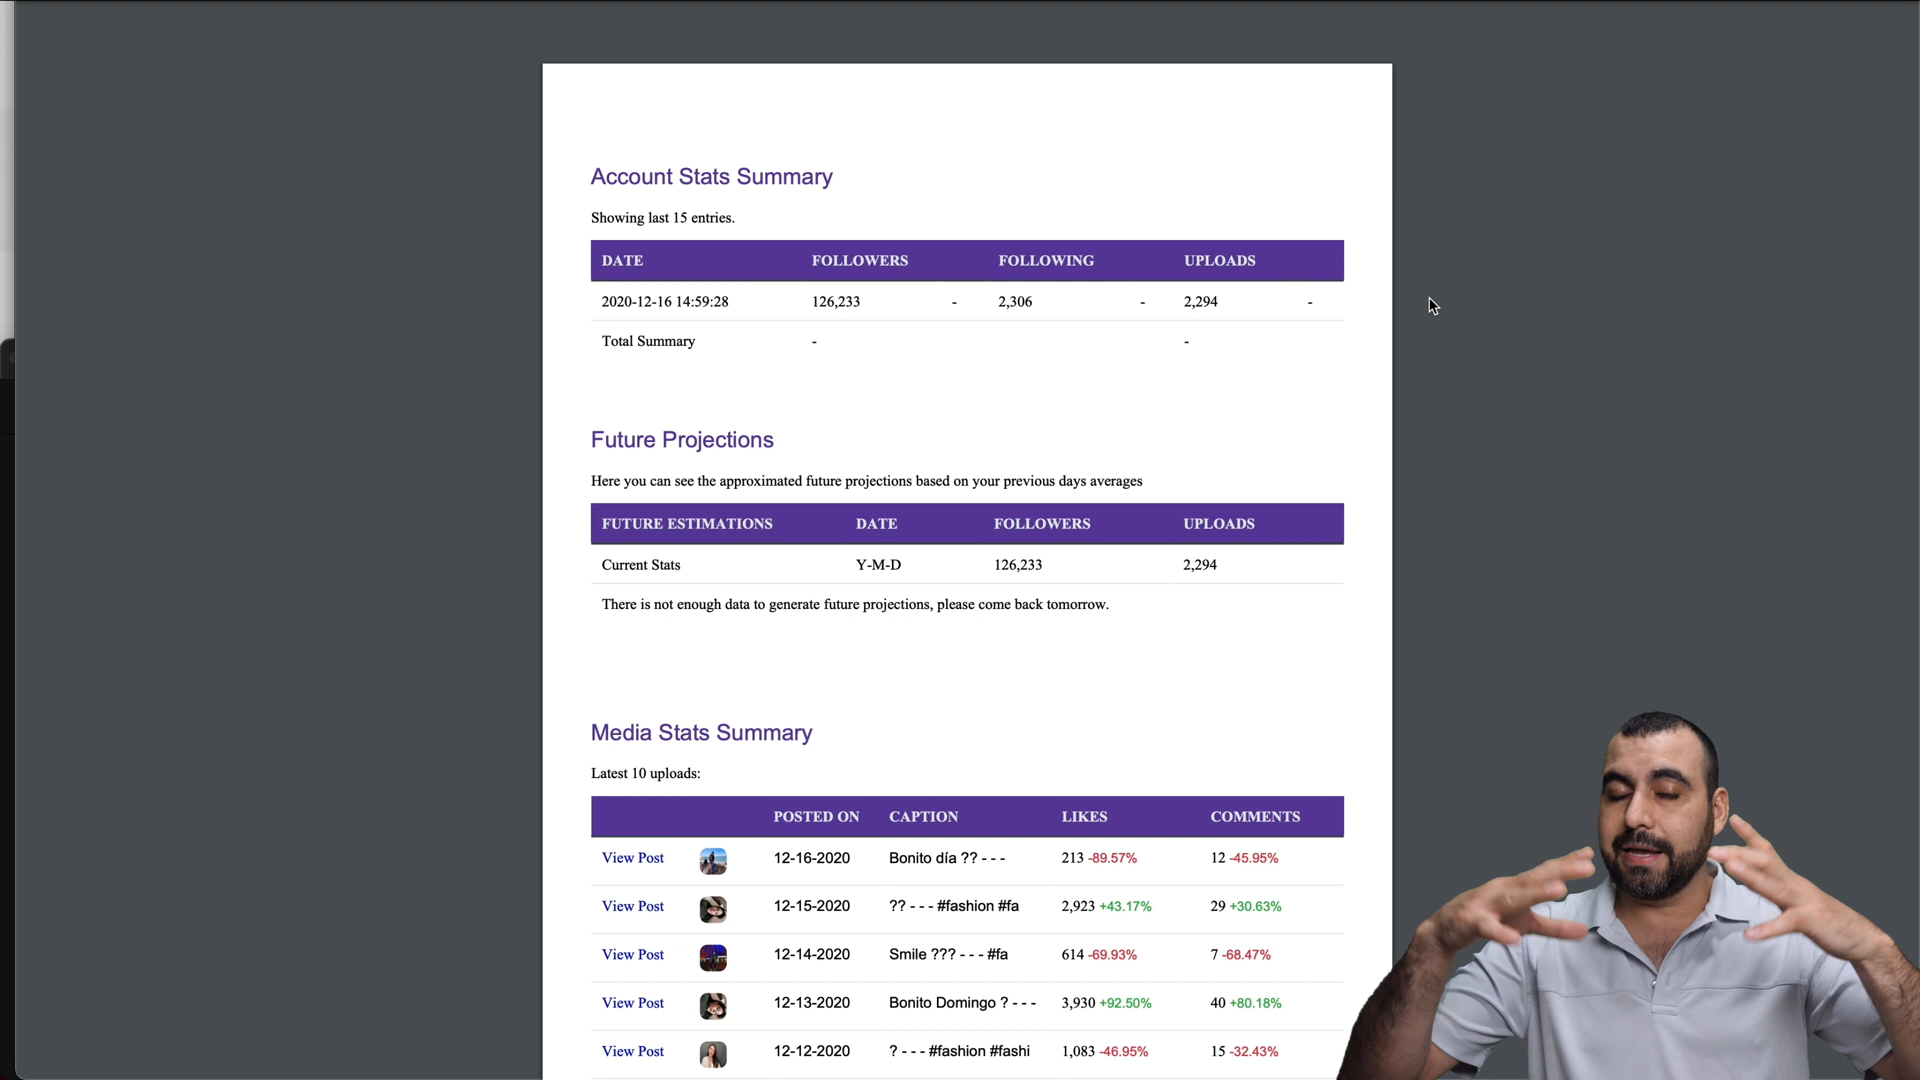 Account Stats Summary
Showing last 15 entries.
DATE FOLLOWERS FOLLOWING UPLOADS
2020-12-16 14:59:28 126,233 - 2,306 - 2,294 -
Total Summary - -
Future Projections
Here you can see the approximated future projections based on your previous days averages
FUTURE ESTIMATIONS DATE FOLLOWERS UPLOADS
Current Stats Y-M-D 126,233 2,294
There is not enough data to generate future projections, please come back tomorrow.
Media Stats Summary
Latest 10 uploads:
POSTED ON CAPTION LIKES COMMENTS
View Post 12-16-2020 Bonito día ?? - - - 213 -89.57% 12 -45.95%
View Post 12-15-2020 ?? - - - #fashion #fa 2,923 +43.17% 29 +30.63%
View Post 12-14-2020 Smile ??? - - - #fa 614 -69.93% 7 -68.47%
View Post 12-13-2020 Bonito Domingo ? - - - 3,930 +92.50% 40 +80.18%
View Post 12-12-2020 ? - - - #fashion #fashi 1,083 -46.95% 15 -32.43%